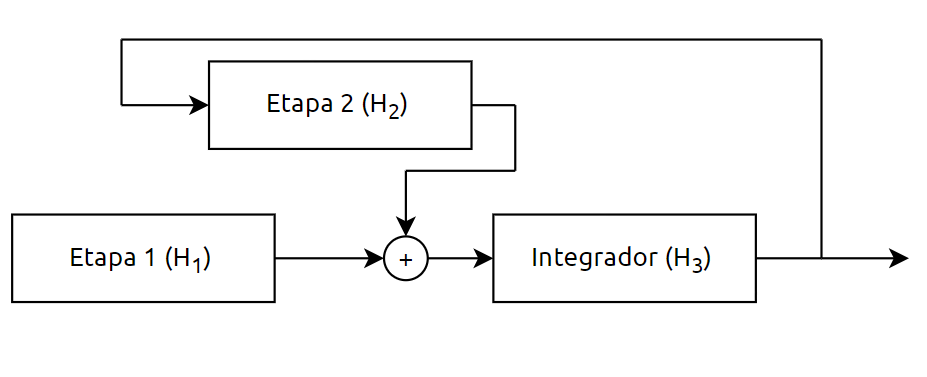 Etapa 2 (H₂)
Etapa 1 (H₁)
+
Integrador (H₃)